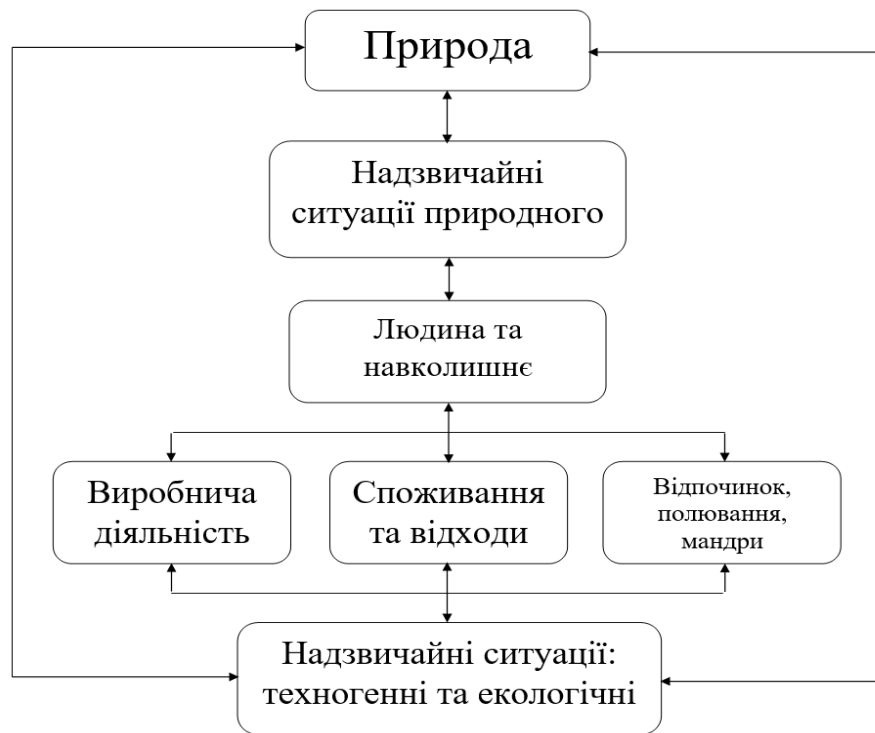 Природа
Надзвичайні
ситуації природного
Людина та
навколишнє
Виробнича
діяльність
Споживання
та відходи
Відпочинок,
полювання,
мандри
Надзвичайні ситуації:
техногенні та екологічні